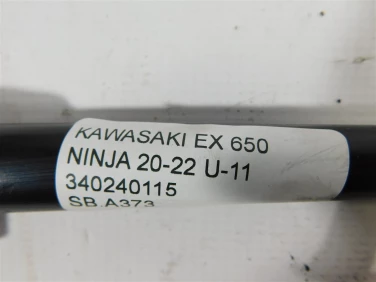 KAWASAKI EX 650
NINJA 20-22 U-11
340240115
SB.A373